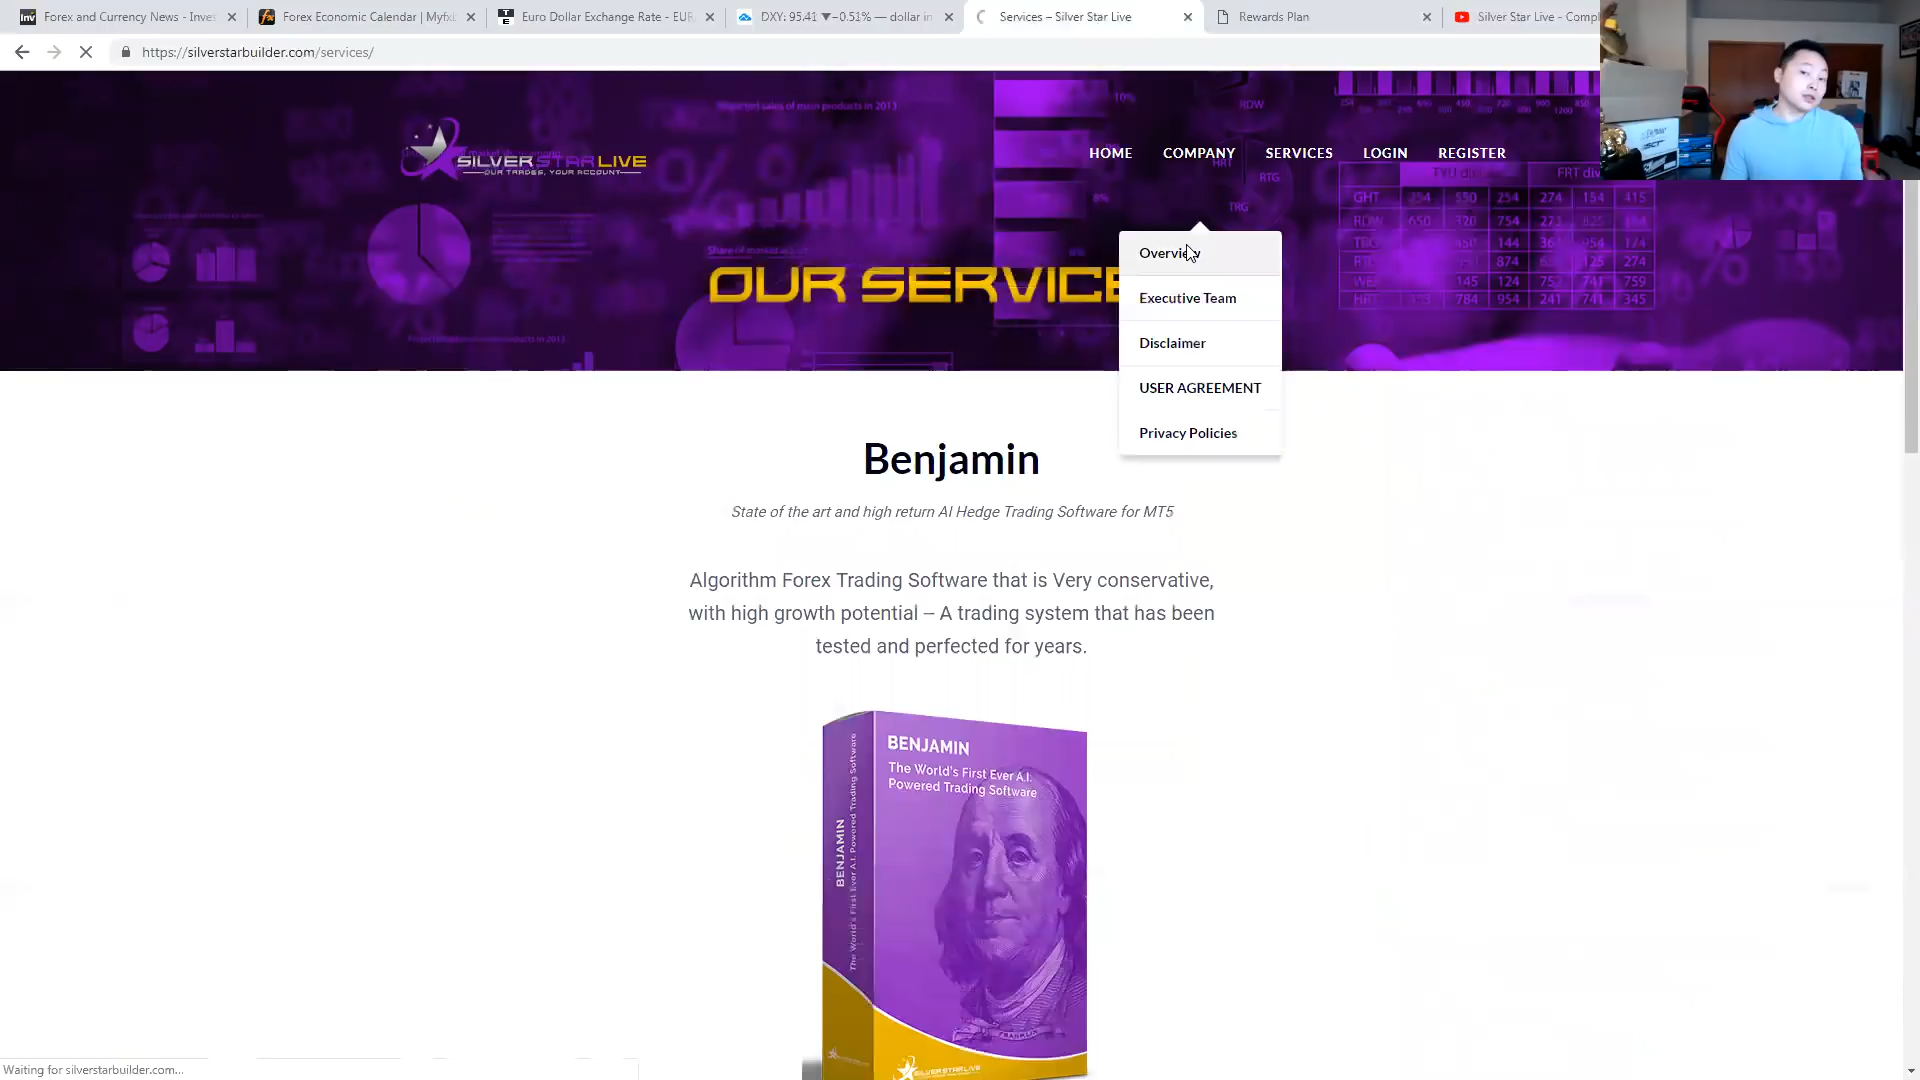 Forex and Currency News - Inves
Forex Economic Calendar | Myfxb
Euro Dollar Exchange Rate - EUR
DXY: 95.41 ▼−0.51% — dollar in
Services – Silver Star Live
Rewards Plan
Silver Star Live - Compl
https://silverstarbuilder.com/services/
SILVERSTARLIVE
OUR TRADES, YOUR ACCOUNT
HOME
COMPANY
SERVICES
LOGIN
REGISTER
OUR SERVICE
Overview
Executive Team
Disclaimer
USER AGREEMENT
Privacy Policies
Benjamin
State of the art and high return AI Hedge Trading Software for MT5
Algorithm Forex Trading Software that is Very conservative,
with high growth potential – A trading system that has been
tested and perfected for years.
BENJAMIN
The World's First Ever A.I.
Powered Trading Software
BENJAMIN
The World's First Ever A.I. Powered Trading Software
FRANKLIN
SILVERSTARLIVE
Waiting for silverstarbuilder.com...